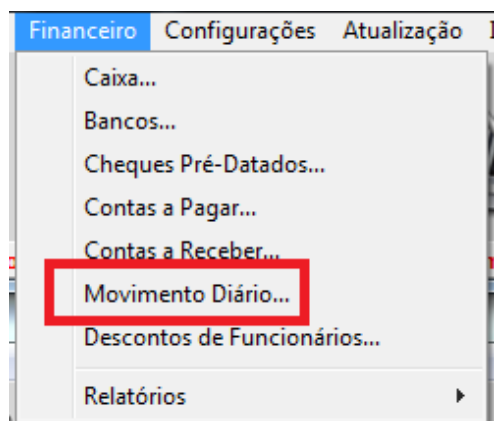 Financeiro Configurações Atualização
Caixa...
Bancos...
Cheques Pré-Datados...
Contas a Pagar...
Contas a Receber...
Movimento Diário...
Descontos de Funcionários...
Relatórios